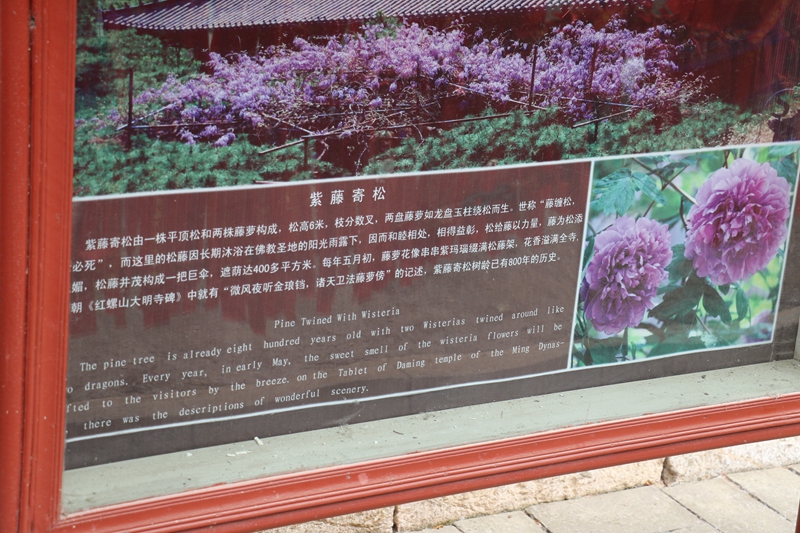 紫藤寄松
紫藤寄松由一株平顶松和两株藤萝构成，松高6米，枝分数叉，两盘藤萝如龙盘玉柱绕松而生。世称“藤缠松，
必死”，而这里的松藤因长期沐浴在佛教圣地的阳光雨露下，因而和睦相处，相得益彰，松给藤以力量，藤为松添
媚，松藤并茂构成一把巨伞，遮荫达400多平方米。每年五月初，藤萝花像串串紫玛瑙缀满松藤架，花香溢满全寺，
朝《红螺山大明寺碑》中就有“微风夜听金琅铛，诸天卫法藤萝傍”的记述，紫藤寄松树龄已有800年的历史。
Pine Twined With Wisteria
The pine tree is already eight hundred years old with two Wisterias twined around like
o dragons. Every year, in early May, the sweet smell of the wisteria flowers will be
fted to the visitors by the breeze. on the Tablet of Daming temple of the Ming Dynas-
there was the descriptions of wonderful scenery.